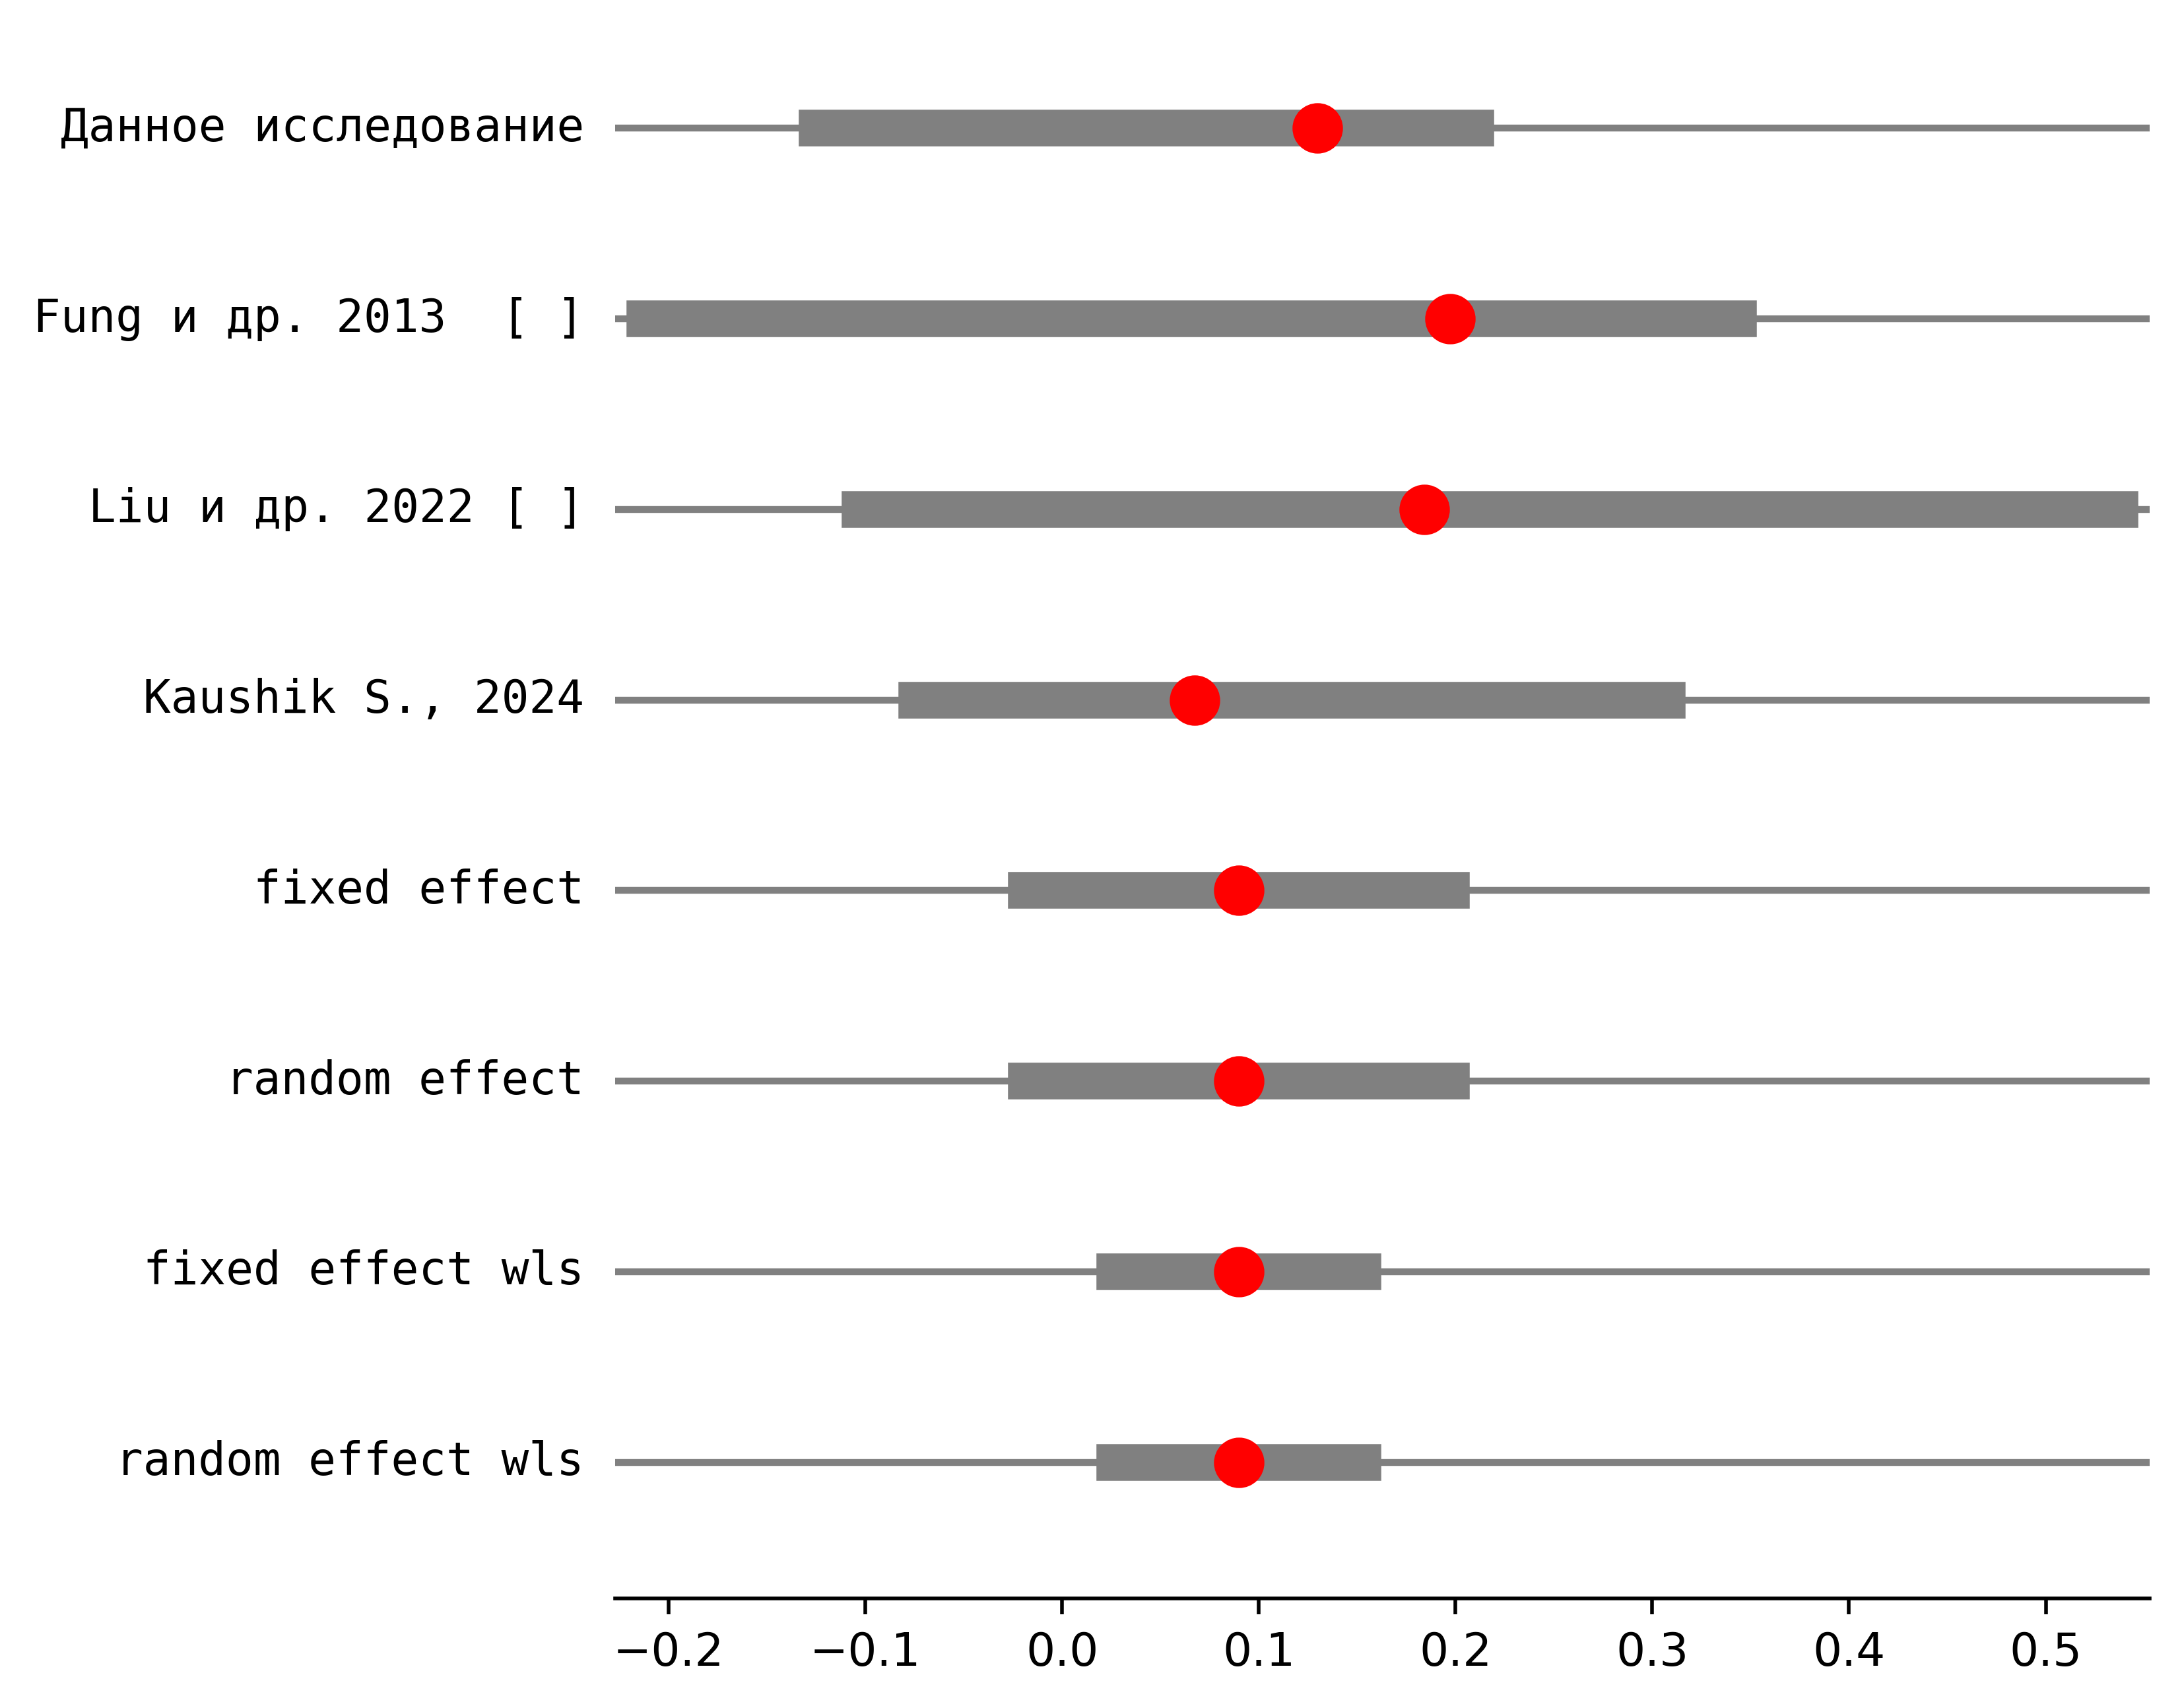 Данное исследование
Fung и др. 2013  [ ]
Liu и др. 2022 [ ]
Kaushik S., 2024
fixed effect
random effect
fixed effect wls
random effect wls
−0.2 −0.1 0.0 0.1 0.2 0.3 0.4 0.5